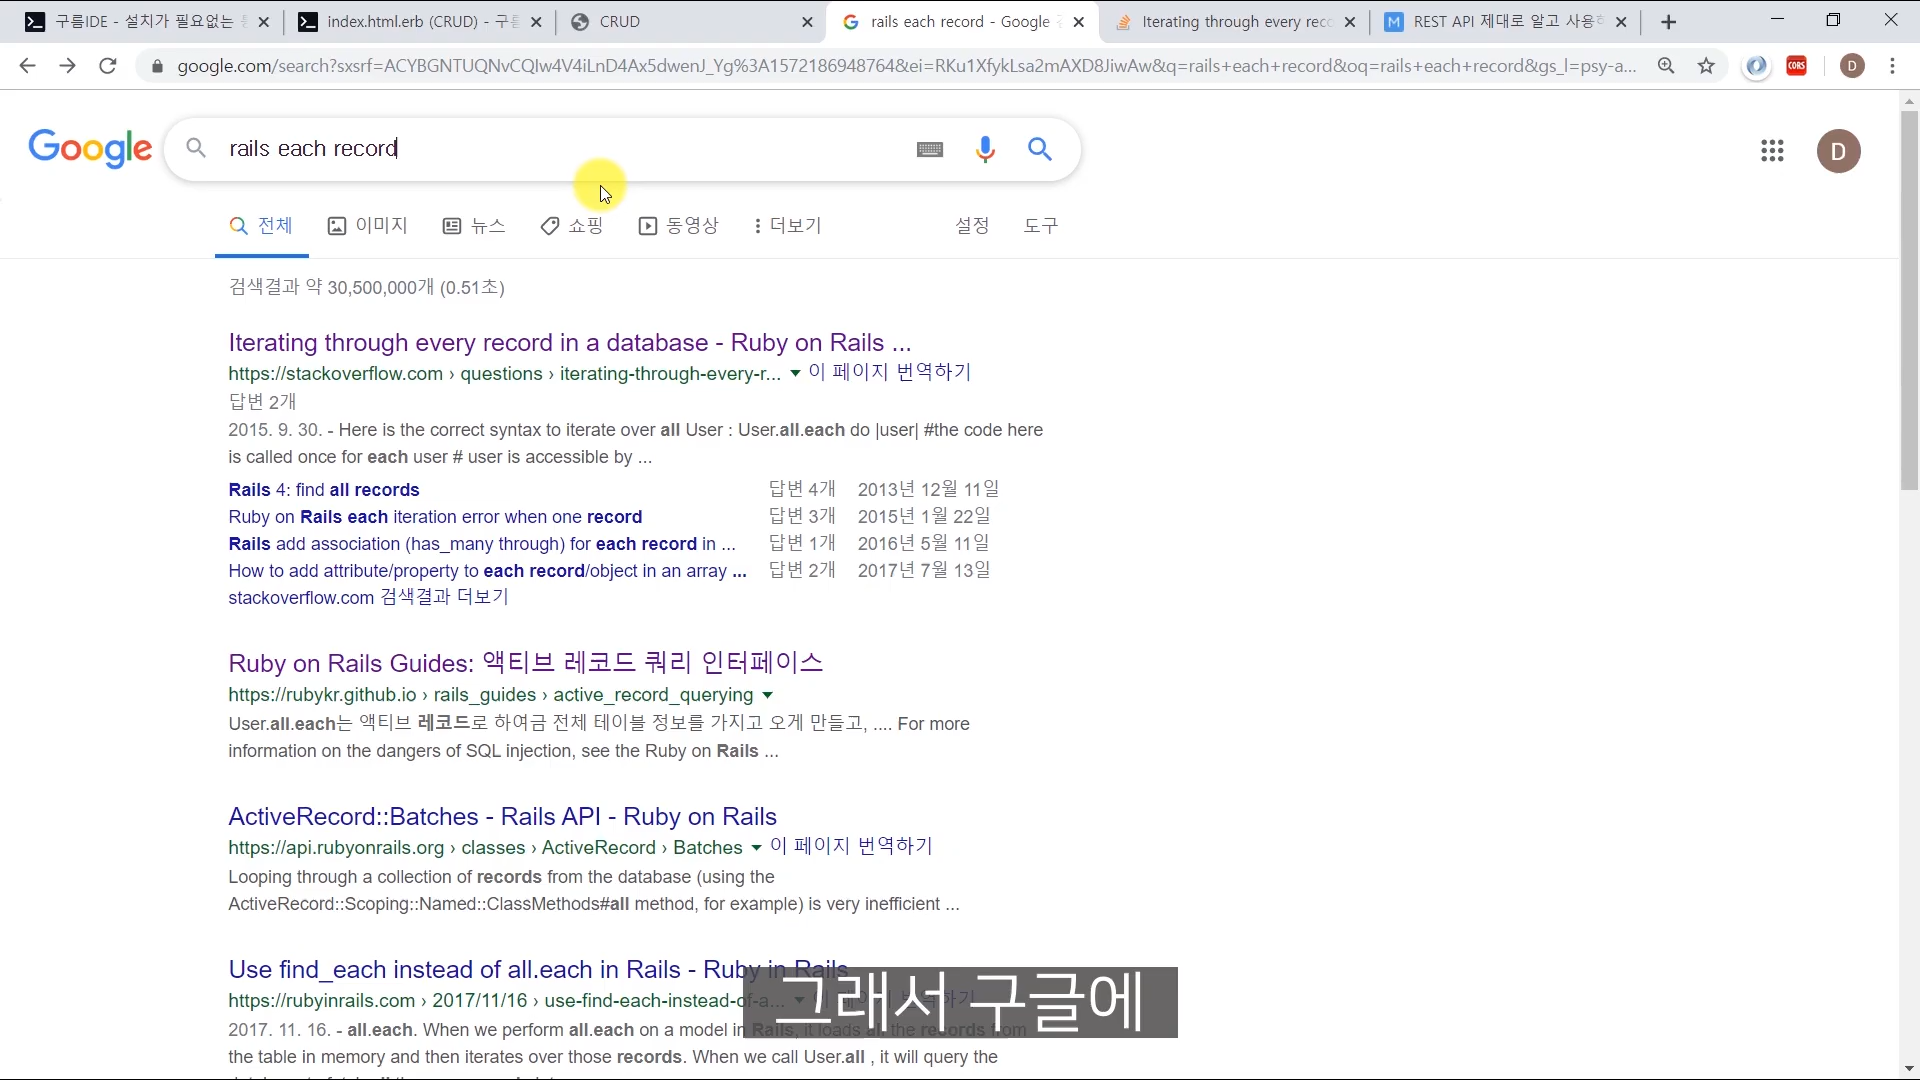 구름IDE - 설치가 필요없는
index.html.erb (CRUD) - 구름
CRUD
rails each record - Google
Iterating through every reco
REST API 제대로 알고 사용하
google.com/search?sxsrf=ACYBGNTUQNvCQIw4V4iLnD4Ax5dwenJ_Yg%3A1572186948764&ei=RKu1XfykLsa2mAXD8JiwAw&q=rails+each+record&oq=rails+each+record&gs_l=psy-a...
CORS
D
Google
rails each record
D
전체
이미지
뉴스
쇼핑
동영상
더보기
설정
도구
검색결과 약 30,500,000개 (0.51초)
Iterating through every record in a database - Ruby on Rails ...
https://stackoverflow.com › questions › iterating-through-every-r... 이 페이지 번역하기
답변 2개
2015. 9. 30. - Here is the correct syntax to iterate over all User : User.all.each do |user| #the code here
is called once for each user # user is accessible by ...
Rails 4: find all records 답변 4개 2013년 12월 11일
Ruby on Rails each iteration error when one record 답변 3개 2015년 1월 22일
Rails add association (has_many through) for each record in ... 답변 1개 2016년 5월 11일
How to add attribute/property to each record/object in an array ... 답변 2개 2017년 7월 13일
stackoverflow.com 검색결과 더보기
Ruby on Rails Guides: 액티브 레코드 쿼리 인터페이스
https://rubykr.github.io › rails_guides › active_record_querying
User.all.each는 액티브 레코드로 하여금 전체 테이블 정보를 가지고 오게 만들고, .... For more
information on the dangers of SQL injection, see the Ruby on Rails ...
ActiveRecord::Batches - Rails API - Ruby on Rails
https://api.rubyonrails.org › classes › ActiveRecord › Batches 이 페이지 번역하기
Looping through a collection of records from the database (using the
ActiveRecord::Scoping::Named::ClassMethods#all method, for example) is very inefficient ...
Use find_each instead of all.each in Rails - Ruby in Rails
https://rubyinrails.com › 2017/11/16 › use-find-each-instead-of-a...
2017. 11. 16. - all.each. When we perform all.each on a model in Rails, it loads all the records from
the table in memory and then iterates over those records. When we call User.all , it will query the
그래서 구글에